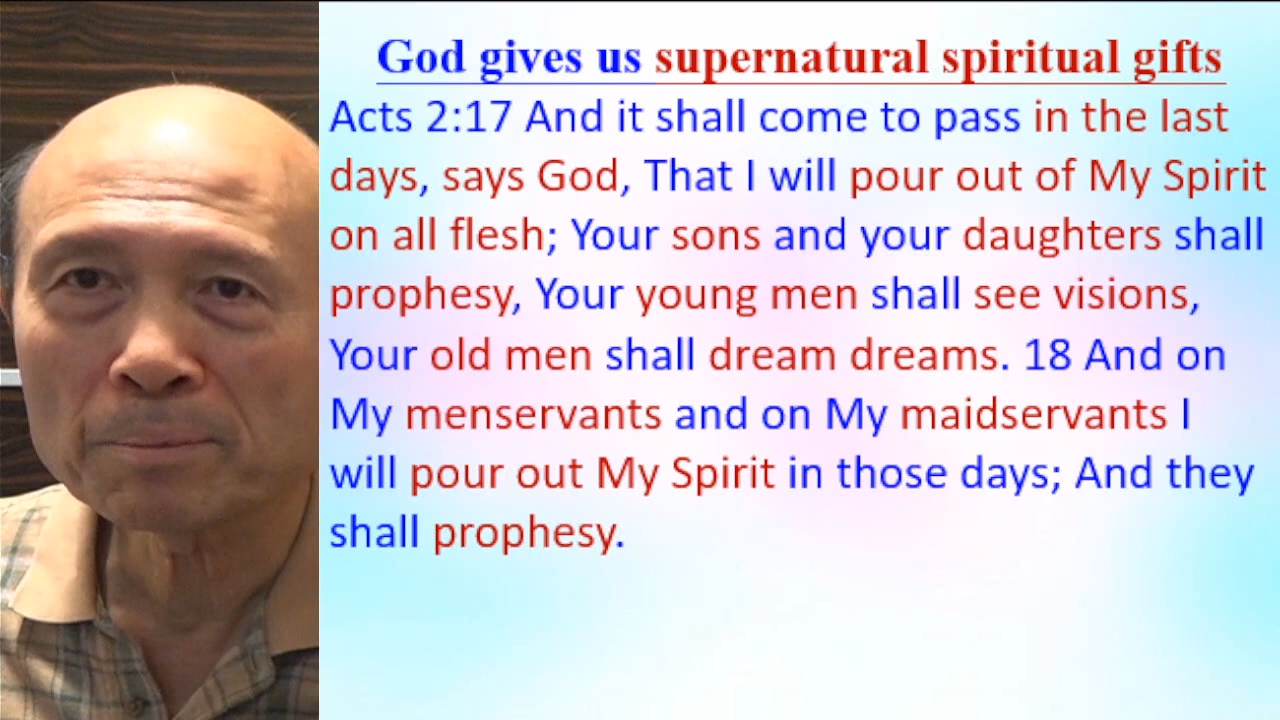 God gives us supernatural spiritual gifts
Acts 2:17 And it shall come to pass in the last
days, says God, That I will pour out of My Spirit
on all flesh; Your sons and your daughters shall
prophesy, Your young men shall see visions,
Your old men shall dream dreams. 18 And on
My menservants and on My maidservants I
will pour out My Spirit in those days; And they
shall prophesy.